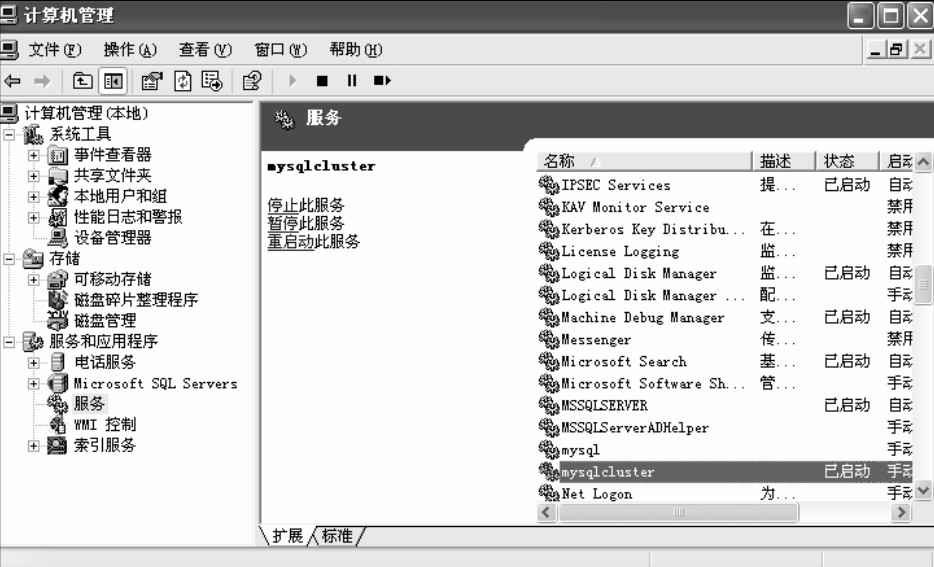 计算机管理
文件(F) 操作(A) 查看(V) 窗口(W) 帮助(H)
计算机管理(本地)
系统工具
事件查看器
共享文件夹
本地用户和组
性能日志和警报
设备管理器
存储
可移动存储
磁盘碎片整理程序
磁盘管理
服务和应用程序
电话服务
Microsoft SQL Servers
服务
WMI 控制
索引服务
服务
mysqlcluster
停止此服务
暂停此服务
重启动此服务
名称 描述 状态 启动
IPSEC Services 提... 已启动 自动
KAV Monitor Service 禁用
Kerberos Key Distribu... 在... 禁用
License Logging 监... 禁用
Logical Disk Manager 监... 已启动 自动
Logical Disk Manager ... 配... 手动
Machine Debug Manager 支... 已启动 自动
Messenger 传... 禁用
Microsoft Search 基... 已启动 自动
Microsoft Software Sh... 管... 手动
MSSQLSERVER 已启动 自动
MSSQLServerADHelper 手动
mysql 手动
mysqlcluster 已启动 手动
Net Logon 为... 手动
扩展 标准